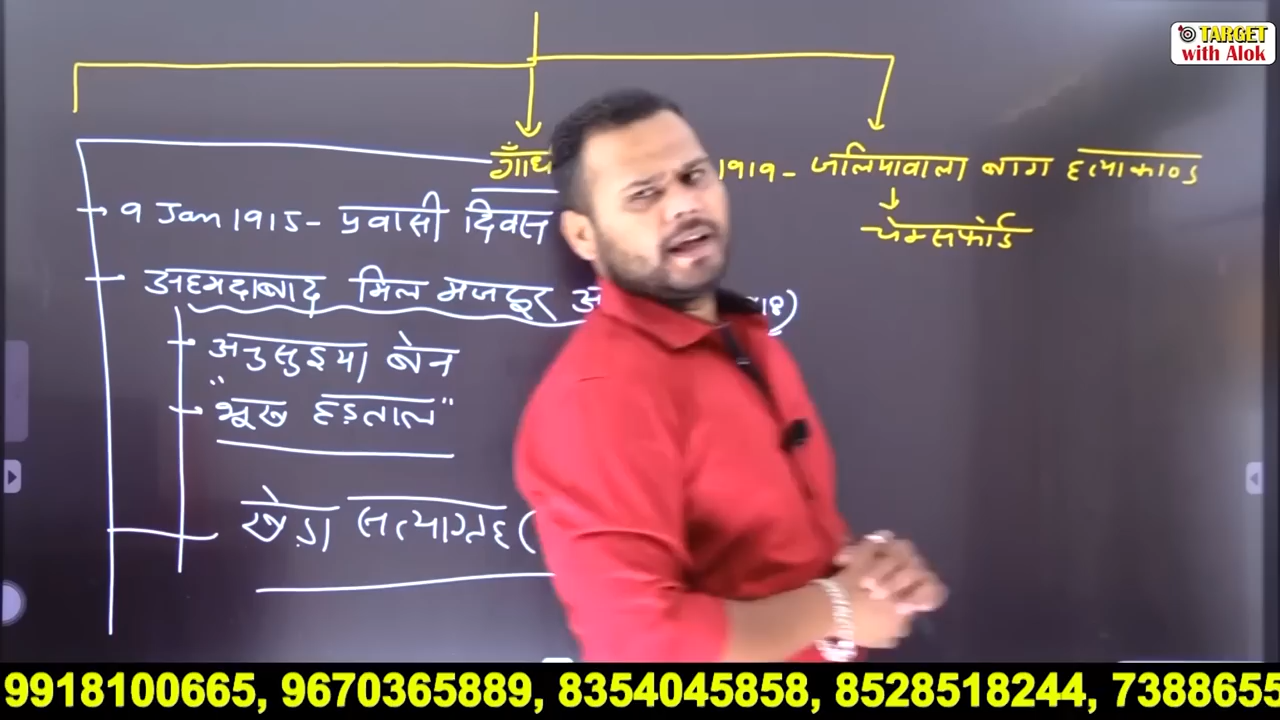 TARGET
with Alok
गाँध
1919 - जलियावाला बाग हत्याकाण्ड
चेम्सफोर्ड
9 Jan 1915 - प्रवासी दिवस
अहमदाबाद मिल मजदूर
अनुसुइया बेन
"भूख हड़ताल"
खेड़ा सत्याग्रह (
9918100665, 9670365889, 8354045858, 8528518244, 7388655